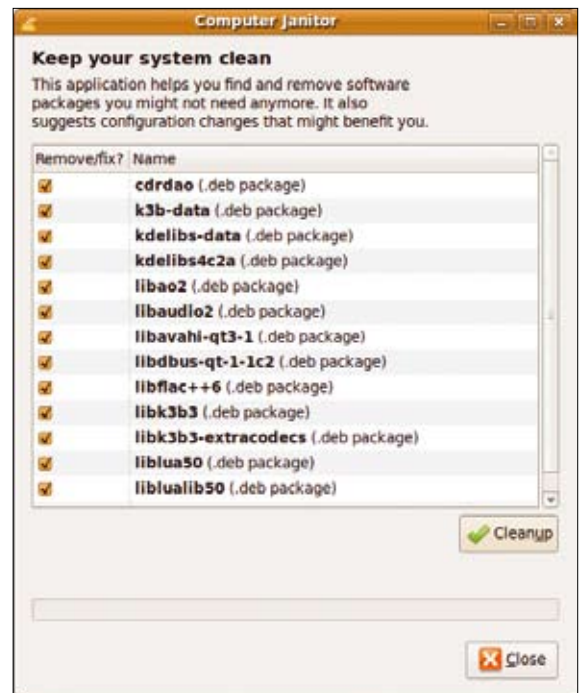 Computer Janitor
Keep your system clean
This application helps you find and remove software
packages you might not need anymore. It also
suggests configuration changes that might benefit you.
Remove/fix? Name
cdrdao (.deb package)
k3b-data (.deb package)
kdelibs-data (.deb package)
kdelibs4c2a (.deb package)
libao2 (.deb package)
libaudio2 (.deb package)
libavahi-qt3-1 (.deb package)
libdbus-qt-1-1c2 (.deb package)
libflac++6 (.deb package)
libk3b3 (.deb package)
libk3b3-extracodecs (.deb package)
liblua50 (.deb package)
liblualib50 (.deb package)
Cleanup
Close